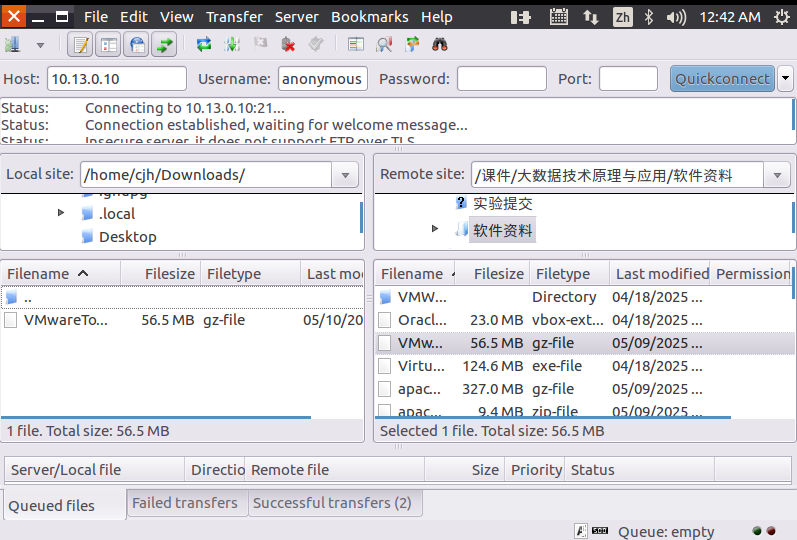 File Edit View Transfer Server Bookmarks Help Zh 12:42 AM
Host: 10.13.0.10 Username: anonymous Password: Port: Quickconnect
Status: Connecting to 10.13.0.10:21...
Status: Connection established, waiting for welcome message...
Status: Insecure server, it does not support FTP over TLS.
Local site: /home/cjh/Downloads/
.local
Desktop
Remote site: /课件/大数据技术原理与应用/软件资料
实验提交
软件资料
Filename Filesize Filetype Last mo
..
VMwareTo... 56.5 MB gz-file 05/10/20
1 file. Total size: 56.5 MB
Filename Filesize Filetype Last modified Permission
VMW... Directory 04/18/2025 ...
Oracl... 23.0 MB vbox-ext... 04/18/2025 ...
VMw... 56.5 MB gz-file 05/09/2025 ...
Virtu... 124.6 MB exe-file 04/18/2025 ...
apac... 327.0 MB gz-file 05/09/2025 ...
apac... 9.4 MB zip-file 05/09/2025 ...
Selected 1 file. Total size: 56.5 MB
Server/Local file Directio Remote file Size Priority Status
Queued files Failed transfers Successful transfers (2)
Queue: empty